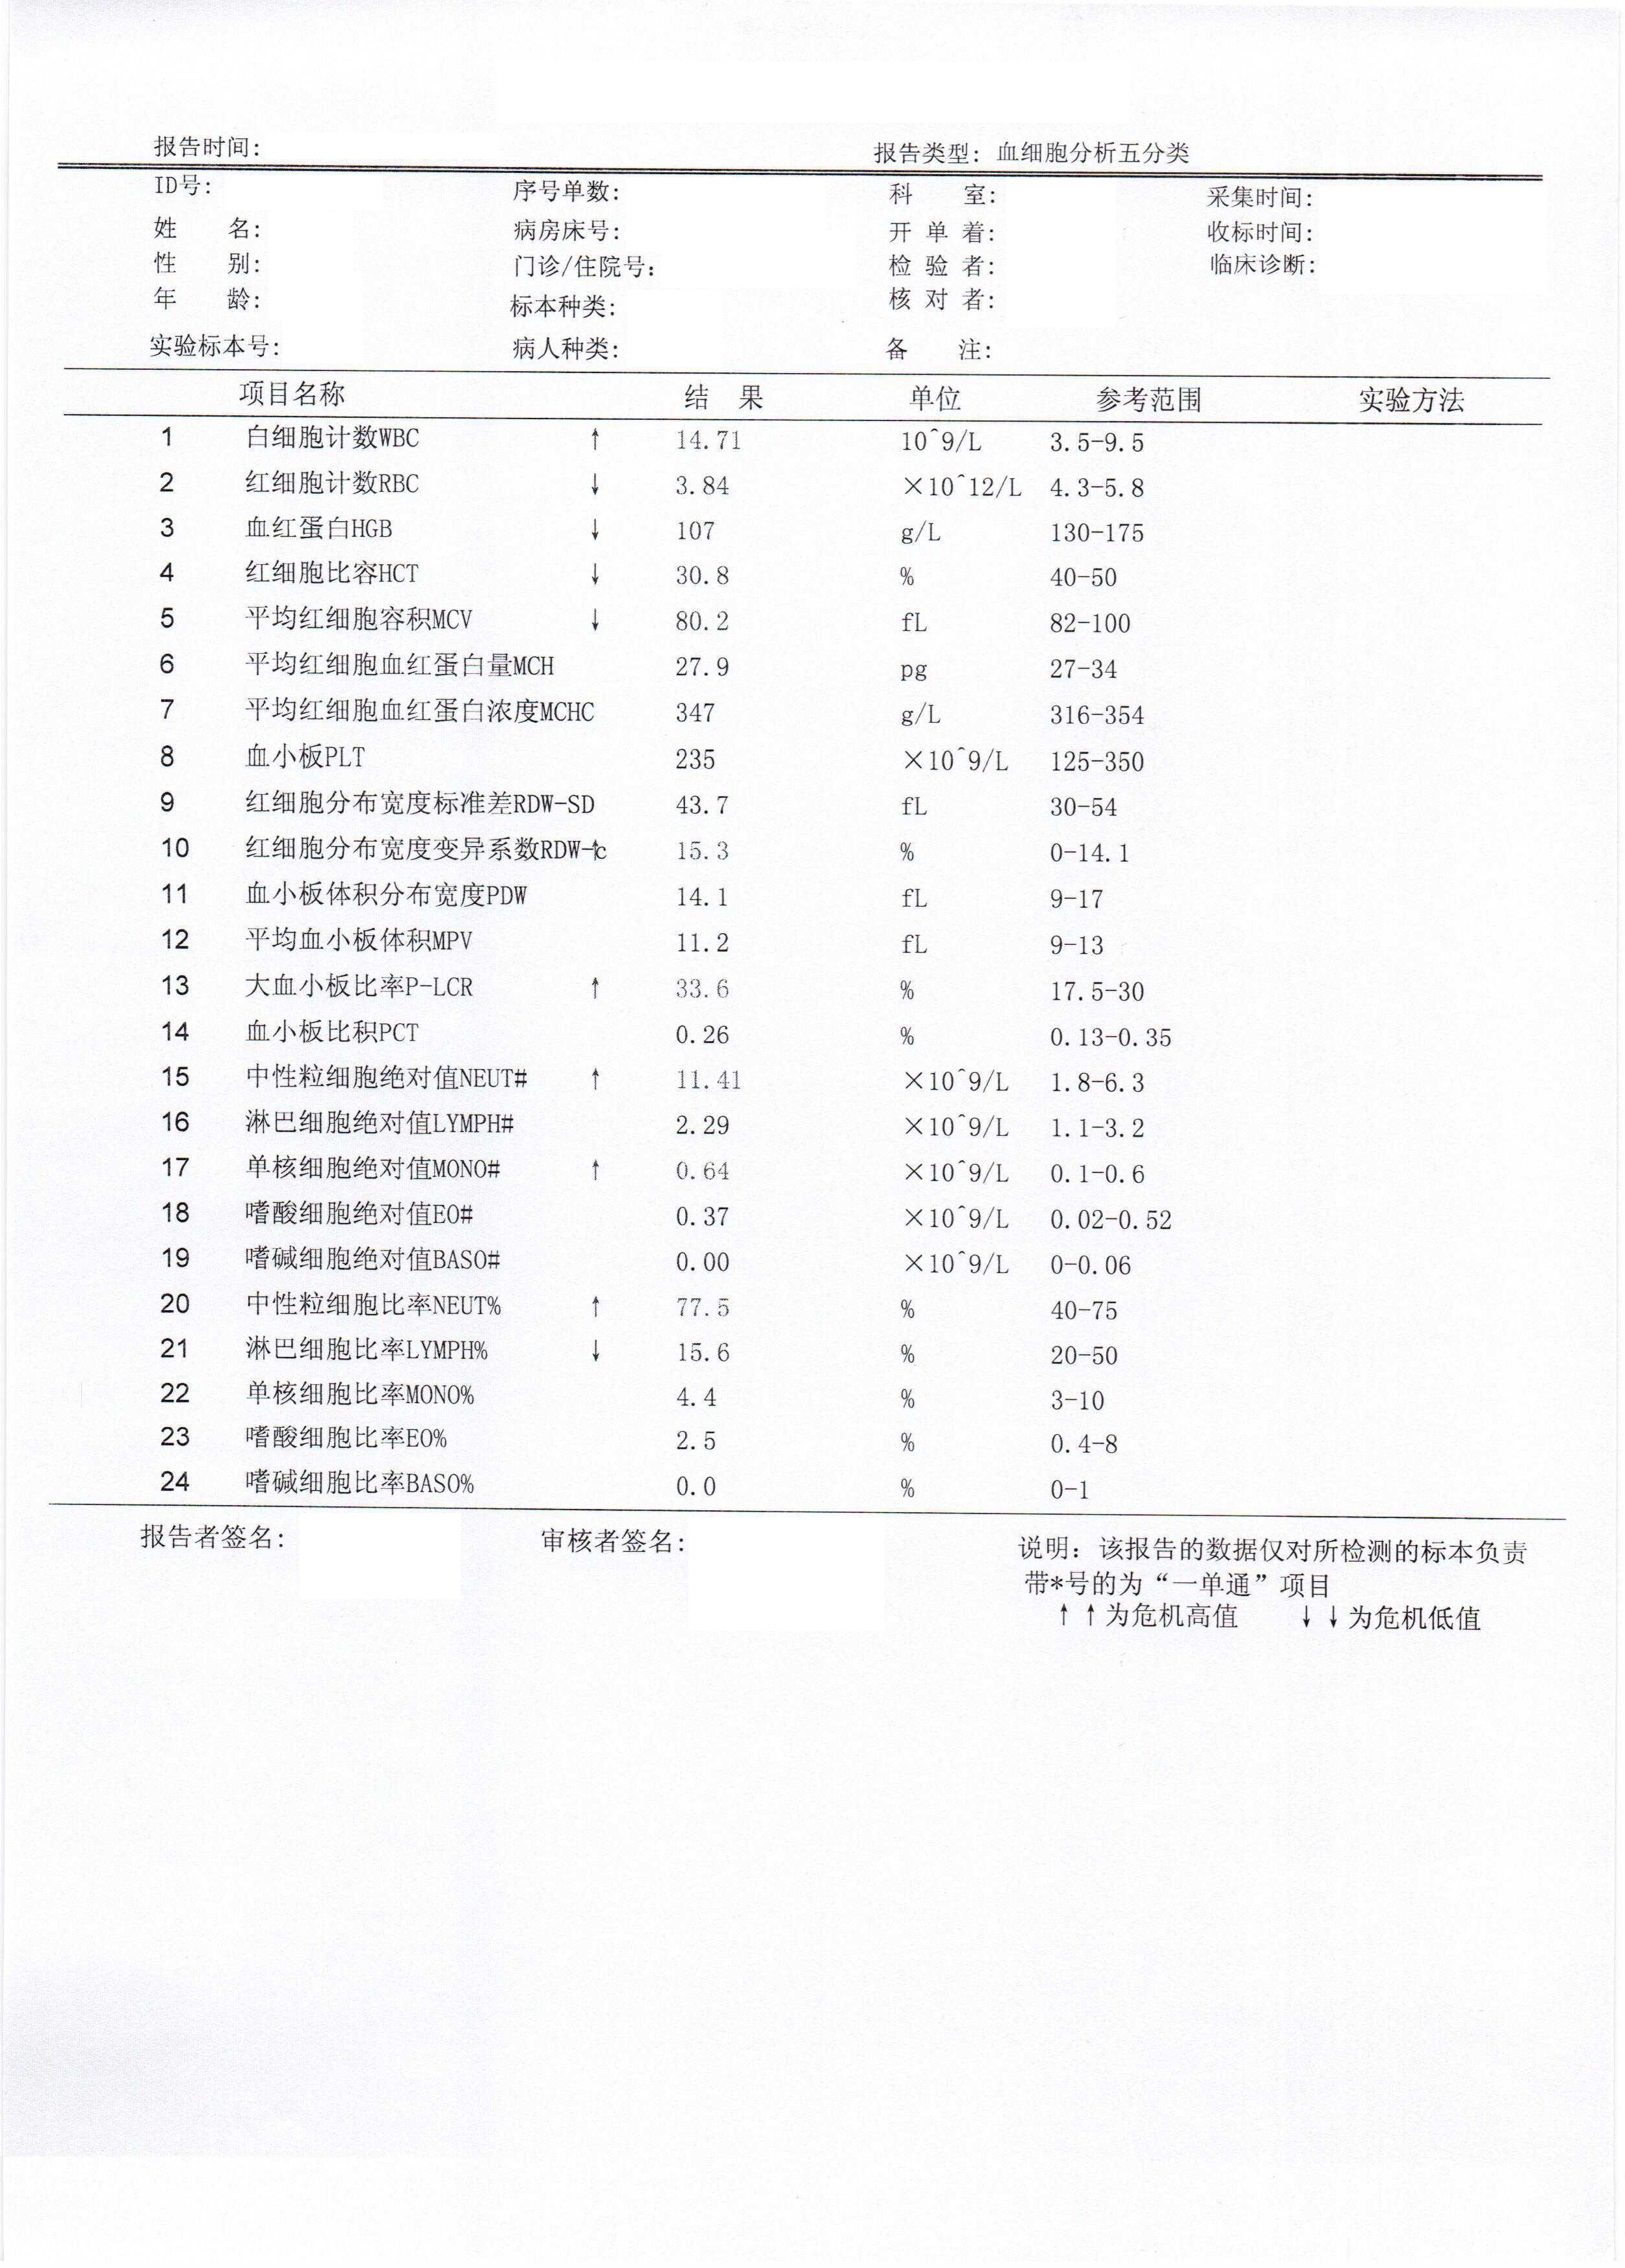 报告时间: 报告类型: 血细胞分析五分类
ID号: 序号单数: 科 室: 采集时间:
姓 名: 病房床号: 开 单 着: 收标时间:
性 别: 门诊/住院号: 检 验 者: 临床诊断:
年 龄: 标本种类: 核 对 者:
实验标本号: 病人种类: 备 注:
项目名称 结 果 单位 参考范围 实验方法
1 白细胞计数WBC ↑ 14.71 10^9/L 3.5-9.5
2 红细胞计数RBC ↓ 3.84 ×10^12/L 4.3-5.8
3 血红蛋白HGB ↓ 107 g/L 130-175
4 红细胞比容HCT ↓ 30.8 % 40-50
5 平均红细胞容积MCV ↓ 80.2 fL 82-100
6 平均红细胞血红蛋白量MCH 27.9 pg 27-34
7 平均红细胞血红蛋白浓度MCHC 347 g/L 316-354
8 血小板PLT 235 ×10^9/L 125-350
9 红细胞分布宽度标准差RDW-SD 43.7 fL 30-54
10 红细胞分布宽度变异系数RDW-c ↑ 15.3 % 0-14.1
11 血小板体积分布宽度PDW 14.1 fL 9-17
12 平均血小板体积MPV 11.2 fL 9-13
13 大血小板比率P-LCR ↑ 33.6 % 17.5-30
14 血小板比积PCT 0.26 % 0.13-0.35
15 中性粒细胞绝对值NEUT# ↑ 11.41 ×10^9/L 1.8-6.3
16 淋巴细胞绝对值LYMPH# 2.29 ×10^9/L 1.1-3.2
17 单核细胞绝对值MONO# ↑ 0.64 ×10^9/L 0.1-0.6
18 嗜酸细胞绝对值EO# 0.37 ×10^9/L 0.02-0.52
19 嗜碱细胞绝对值BASO# 0.00 ×10^9/L 0-0.06
20 中性粒细胞比率NEUT% ↑ 77.5 % 40-75
21 淋巴细胞比率LYMPH% ↓ 15.6 % 20-50
22 单核细胞比率MONO% 4.4 % 3-10
23 嗜酸细胞比率EO% 2.5 % 0.4-8
24 嗜碱细胞比率BASO% 0.0 % 0-1
报告者签名: 审核者签名: 说明: 该报告的数据仅对所检测的标本负责
带*号的为“一单通”项目
↑↑为危机高值 ↓↓为危机低值